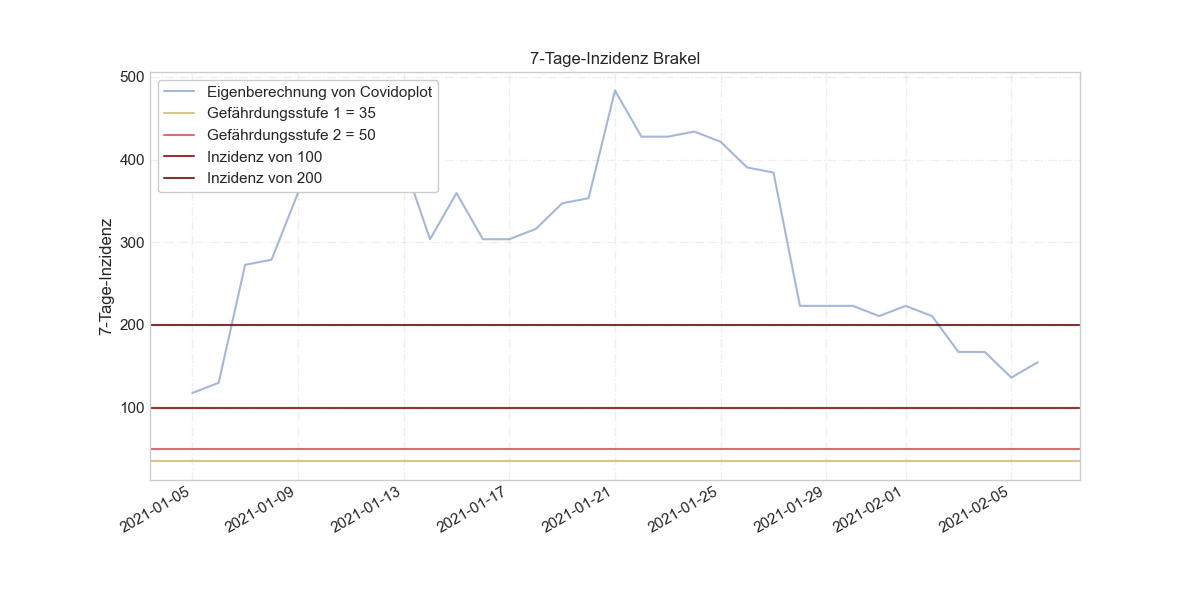 7-Tage-Inzidenz Brakel
500
400
300
200
100
7-Tage-Inzidenz
Eigenberechnung von Covidoplot
Gefährdungsstufe 1 = 35
Gefährdungsstufe 2 = 50
Inzidenz von 100
Inzidenz von 200
2021-01-05
2021-01-09
2021-01-13
2021-01-17
2021-01-21
2021-01-25
2021-01-29
2021-02-01
2021-02-05